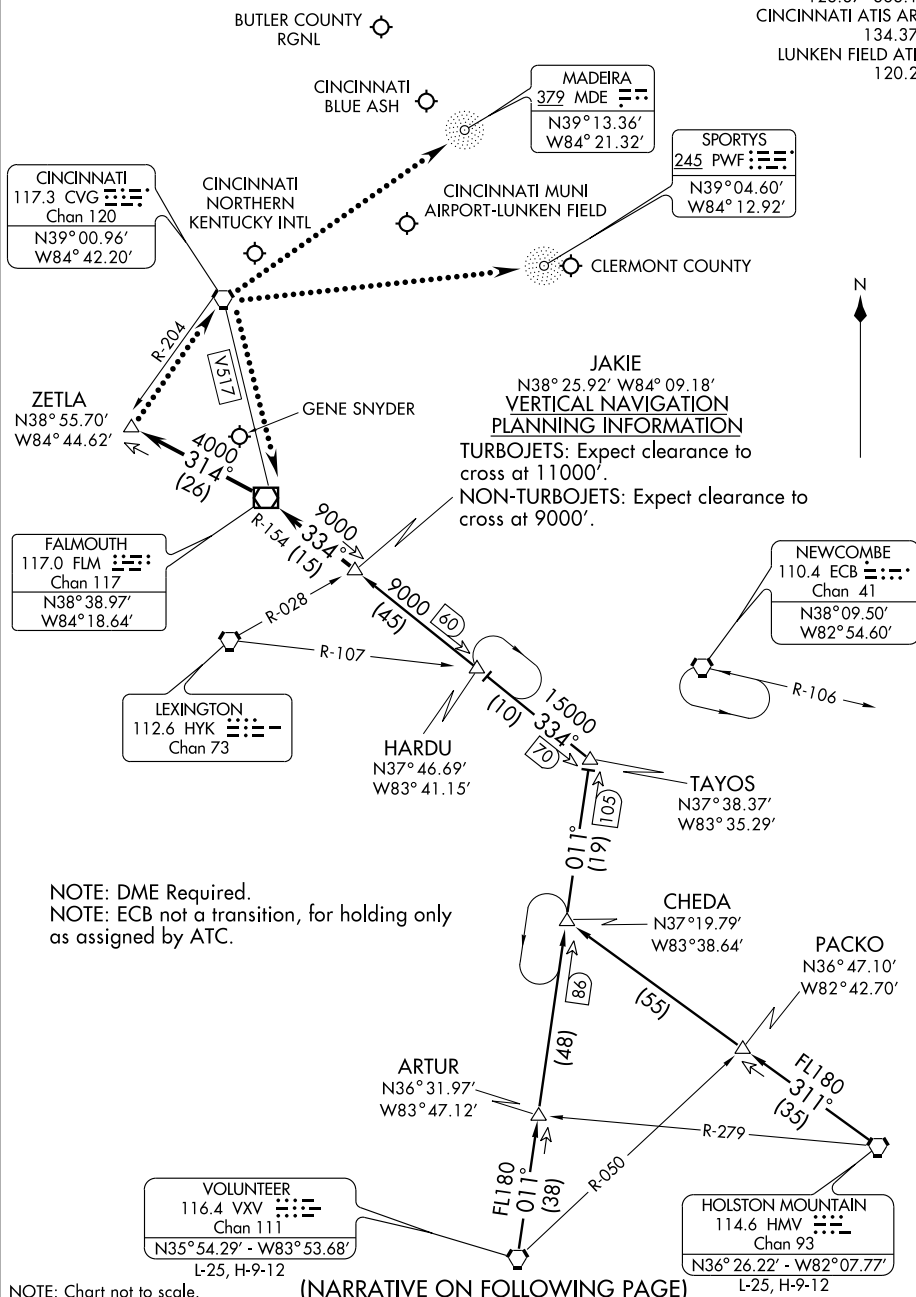 CINCINNATI ATIS AR
134.37
LUNKEN FIELD ATI
120.2
BUTLER COUNTY
RGNL
CINCINNATI
BLUE ASH
MADEIRA
379 MDE
N39°13.36'
W84°21.32'
SPORTYS
245 PWF
N39°04.60'
W84°12.92'
CINCINNATI
117.3 CVG
Chan 120
N39°00.96'
W84°42.20'
CINCINNATI
NORTHERN
KENTUCKY INTL
CINCINNATI MUNI
AIRPORT-LUNKEN FIELD
CLERMONT COUNTY
N
R-204
V517
ZETLA
N38°55.70'
W84°44.62'
GENE SNYDER
4000
314°
(26)
JAKIE
N38°25.92' W84°09.18'
VERTICAL NAVIGATION
PLANNING INFORMATION
TURBOJETS: Expect clearance to
cross at 11000'.
NON-TURBOJETS: Expect clearance to
cross at 9000'.
FALMOUTH
117.0 FLM
Chan 117
N38°38.97'
W84°18.64'
R-154
9000
334°
(15)
NEWCOMBE
110.4 ECB
Chan 41
N38°09.50'
W82°54.60'
R-106
R-028
R-107
9000
60
(45)
LEXINGTON
112.6 HYK
Chan 73
HARDU
N37°46.69'
W83°41.15'
15000
334°
(10)
70
TAYOS
N37°38.37'
W83°35.29'
105
011°
(19)
NOTE: DME Required.
NOTE: ECB not a transition, for holding only
as assigned by ATC.
CHEDA
N37°19.79'
W83°38.64'
86
(48)
(55)
PACKO
N36°47.10'
W82°42.70'
ARTUR
N36°31.97'
W83°47.12'
FL180
311°
(35)
R-279
R-050
FL180
011°
(38)
VOLUNTEER
116.4 VXV
Chan 111
N35°54.29' - W83°53.68'
L-25, H-9-12
HOLSTON MOUNTAIN
114.6 HMV
Chan 93
N36°26.22' - W82°07.77'
L-25, H-9-12
NOTE: Chart not to scale.
(NARRATIVE ON FOLLOWING PAGE)